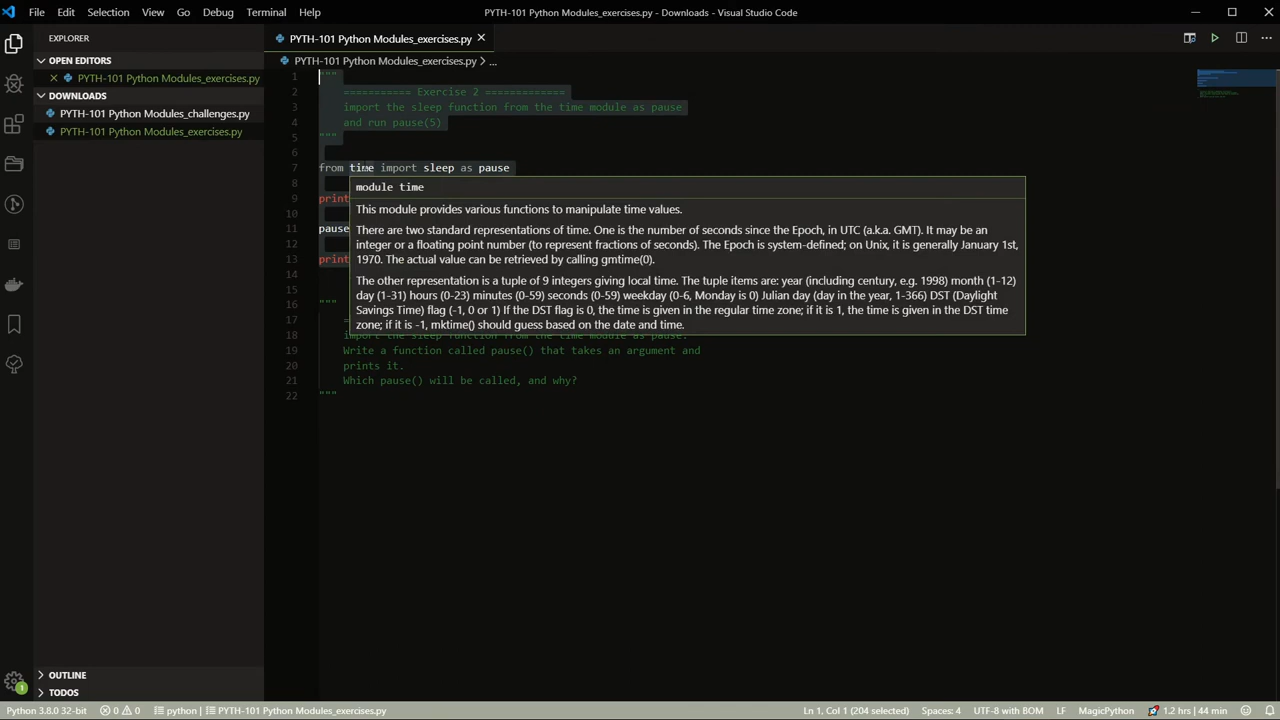 File Edit Selection View Go Debug Terminal Help
PYTH-101 Python Modules_exercises.py - Downloads - Visual Studio Code
EXPLORER
OPEN EDITORS
PYTH-101 Python Modules_exercises.py
DOWNLOADS
PYTH-101 Python Modules_challenges.py
PYTH-101 Python Modules_exercises.py
OUTLINE
TODOS
PYTH-101 Python Modules_exercises.py
PYTH-101 Python Modules_exercises.py > ...
1 """
2 =========== Exercise 2 =============
3 import the sleep function from the time module as pause
4 and run pause(5)
5 """
6
7 from time import sleep as pause
8
9 print
10
11 pause
12
13 print
14
15
16 """
17 =
18 import the sleep function from the time module as pause.
19 Write a function called pause() that takes an argument and
20 prints it.
21 Which pause() will be called, and why?
22 """
module time
This module provides various functions to manipulate time values.
There are two standard representations of time. One is the number of seconds since the Epoch, in UTC (a.k.a. GMT). It may be an
integer or a floating point number (to represent fractions of seconds). The Epoch is system-defined; on Unix, it is generally January 1st,
1970. The actual value can be retrieved by calling gmtime(0).
The other representation is a tuple of 9 integers giving local time. The tuple items are: year (including century, e.g. 1998) month (1-12)
day (1-31) hours (0-23) minutes (0-59) seconds (0-59) weekday (0-6, Monday is 0) Julian day (day in the year, 1-366) DST (Daylight
Savings Time) flag (-1, 0 or 1) If the DST flag is 0, the time is given in the regular time zone; if it is 1, the time is given in the DST time
zone; if it is -1, mktime() should guess based on the date and time.
1
Python 3.8.0 32-bit 0 0 python | PYTH-101 Python Modules_exercises.py
Ln 1, Col 1 (204 selected) Spaces: 4 UTF-8 with BOM LF MagicPython 1.2 hrs | 44 min